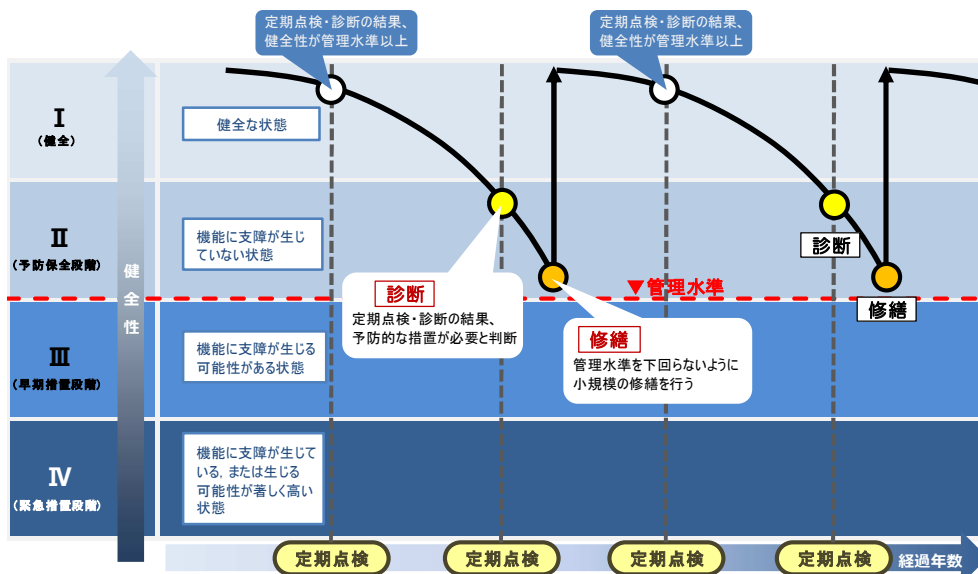 定期点検・診断の結果、
健全性が管理水準以上
定期点検・診断の結果、
健全性が管理水準以上
Ⅰ
(健全)
健全な状態
Ⅱ
(予防保全段階)
機能に支障が生じ
ていない状態
診断
定期点検・診断の結果、
予防的な措置が必要と判断
▼管理水準
診断
修繕
修繕
管理水準を下回らないように
小規模の修繕を行う
健全性
Ⅲ
(早期措置段階)
機能に支障が生じる
可能性がある状態
Ⅳ
(緊急措置段階)
機能に支障が生じて
いる, または生じる
可能性が著しく高い
状態
定期点検
定期点検
定期点検
定期点検
経過年数